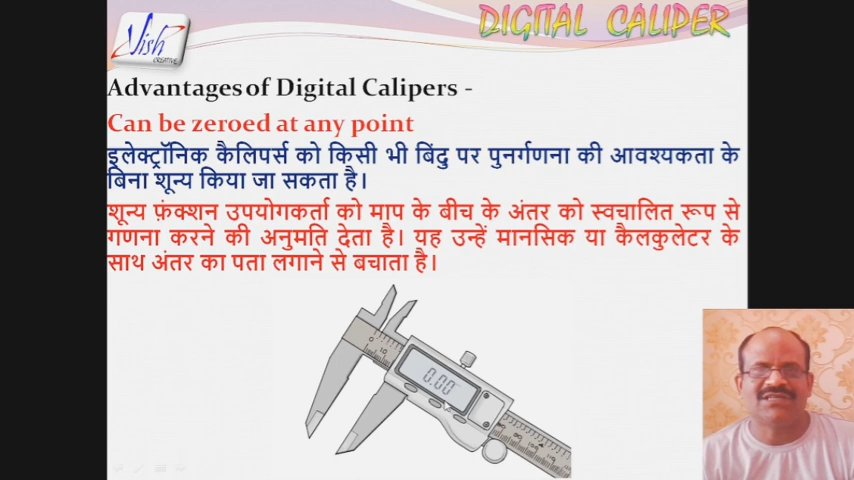 DIGITAL CALIPER
Vish
CREATIVE
Advantages of Digital Calipers -
Can be zeroed at any point
इलेक्ट्रॉनिक कैलिपर्स को किसी भी बिंदु पर पुनर्गणना की आवश्यकता के
बिना शून्य किया जा सकता है।
शून्य फ़ंक्शन उपयोगकर्ता को माप के बीच के अंतर को स्वचालित रूप से
गणना करने की अनुमति देता है। यह उन्हें मानसिक या कैलकुलेटर के
साथ अंतर का पता लगाने से बचाता है।
0.00